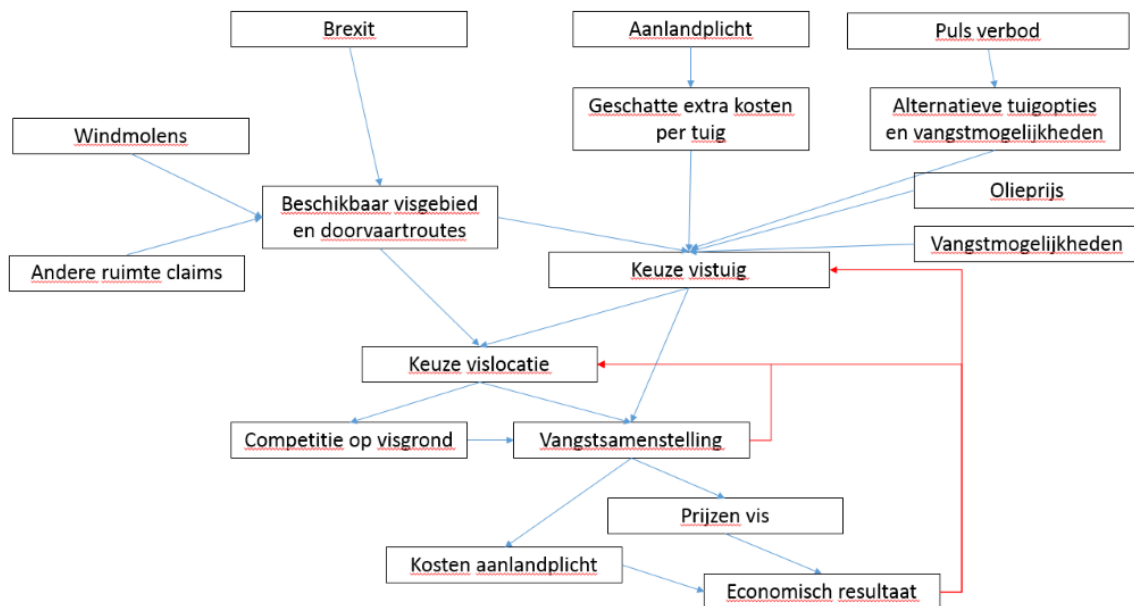 Brexit
Aanlandplicht
Puls verbod
Geschatte extra kosten
per tuig
Alternatieve tuigopties
en vangstmogelijkheden
Windmolens
Beschikbaar visgebied
en doorvaartroutes
Olieprijs
Andere ruimte claims
Vangstmogelijkheden
Keuze vistuig
Keuze vislocatie
Competitie op visgrond
Vangstsamenstelling
Prijzen vis
Kosten aanlandplicht
Economisch resultaat